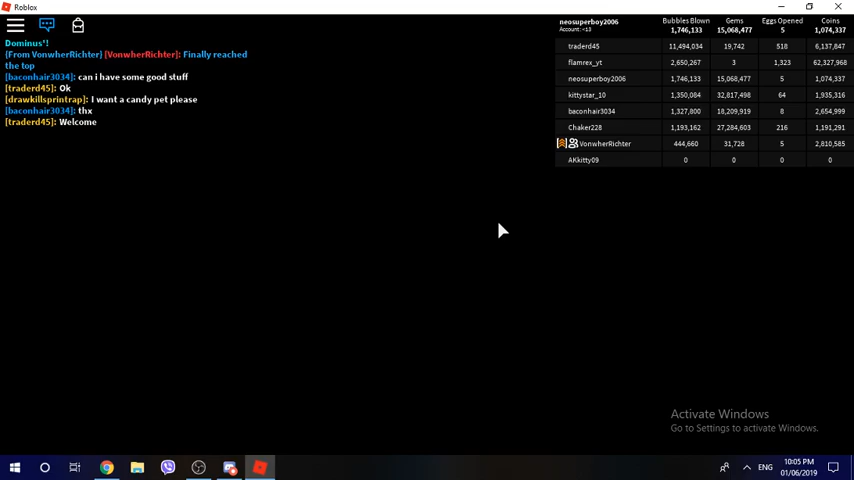 Roblox
Dominus'!
{From VonwherRichter} [VonwherRichter]: Finally reached
the top
[baconhair3034]: can i have some good stuff
[traderd45]: Ok
[drawkillsprintrap]: I want a candy pet please
[baconhair3034]: thx
[traderd45]: Welcome
neosuperboy2006 Bubbles Blown Gems Eggs Opened Coins
Account: <13 1,746,133 15,068,477 5 1,074,337
traderd45 11,494,034 19,742 518 6,137,847
flamrex_yt 2,650,267 3 1,323 62,327,968
neosuperboy2006 1,746,133 15,068,477 5 1,074,337
kittystar_10 1,350,084 32,817,498 64 1,935,316
baconhair3034 1,327,800 18,209,919 8 2,654,999
Chaker228 1,193,162 27,284,603 216 1,191,291
VonwherRichter 444,660 31,728 5 2,810,585
AKkitty09 0 0 0 0
Activate Windows
Go to Settings to activate Windows.
ENG
10:05 PM
01/06/2019